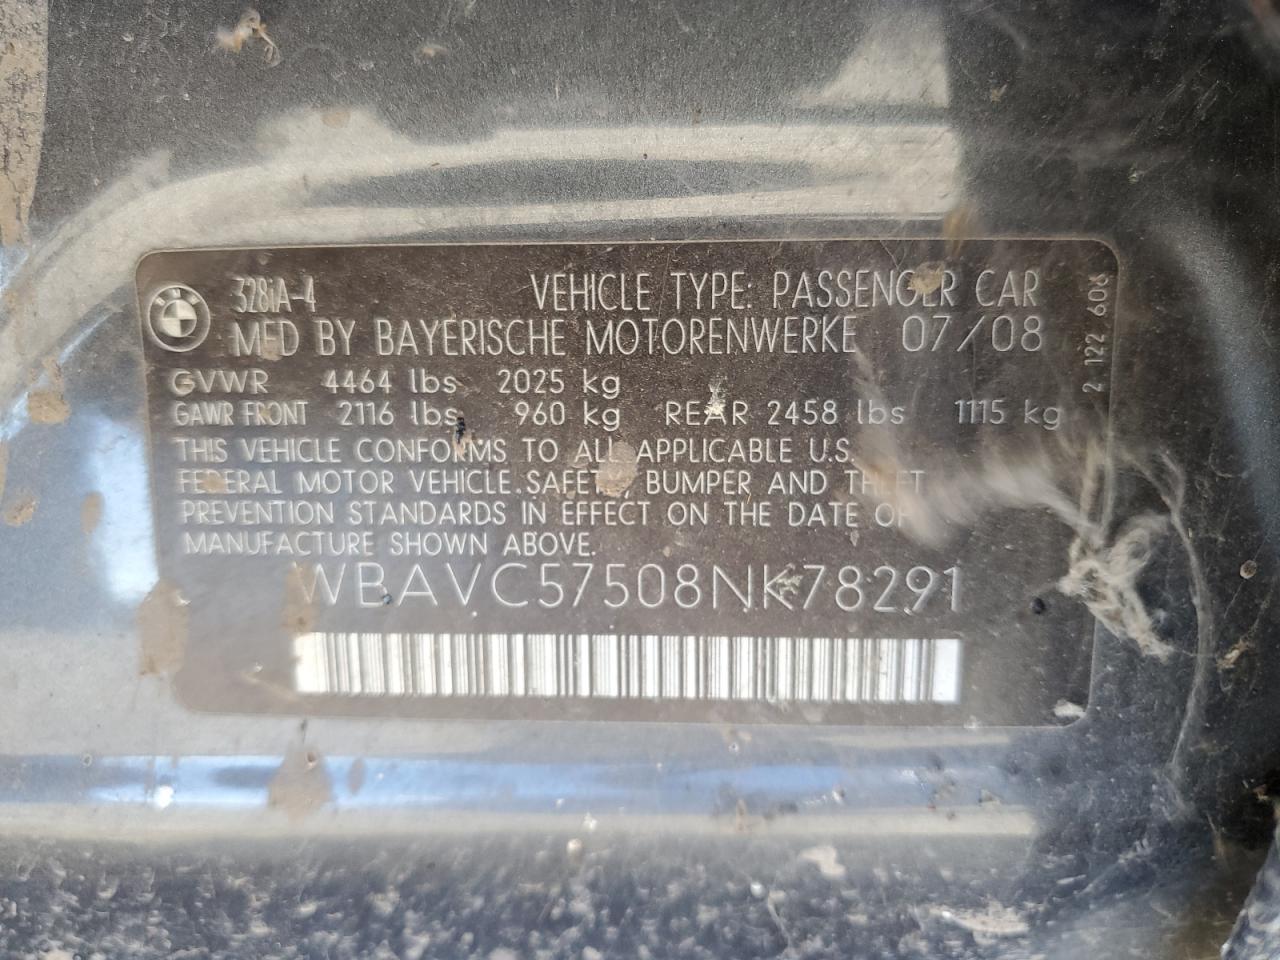 328iA-4 VEHICLE TYPE: PASSENGER CAR
MFD BY BAYERISCHE MOTORENWERKE 07/08
GVWR 4464 lbs 2025 kg
GAWR FRONT 2116 lbs 960 kg REAR 2458 lbs 1115 kg
THIS VEHICLE CONFORMS TO ALL APPLICABLE U.S.
FEDERAL MOTOR VEHICLE SAFETY, BUMPER AND THEFT
PREVENTION STANDARDS IN EFFECT ON THE DATE OF
MANUFACTURE SHOWN ABOVE.
WBAVC57508NK78291
2 122 606